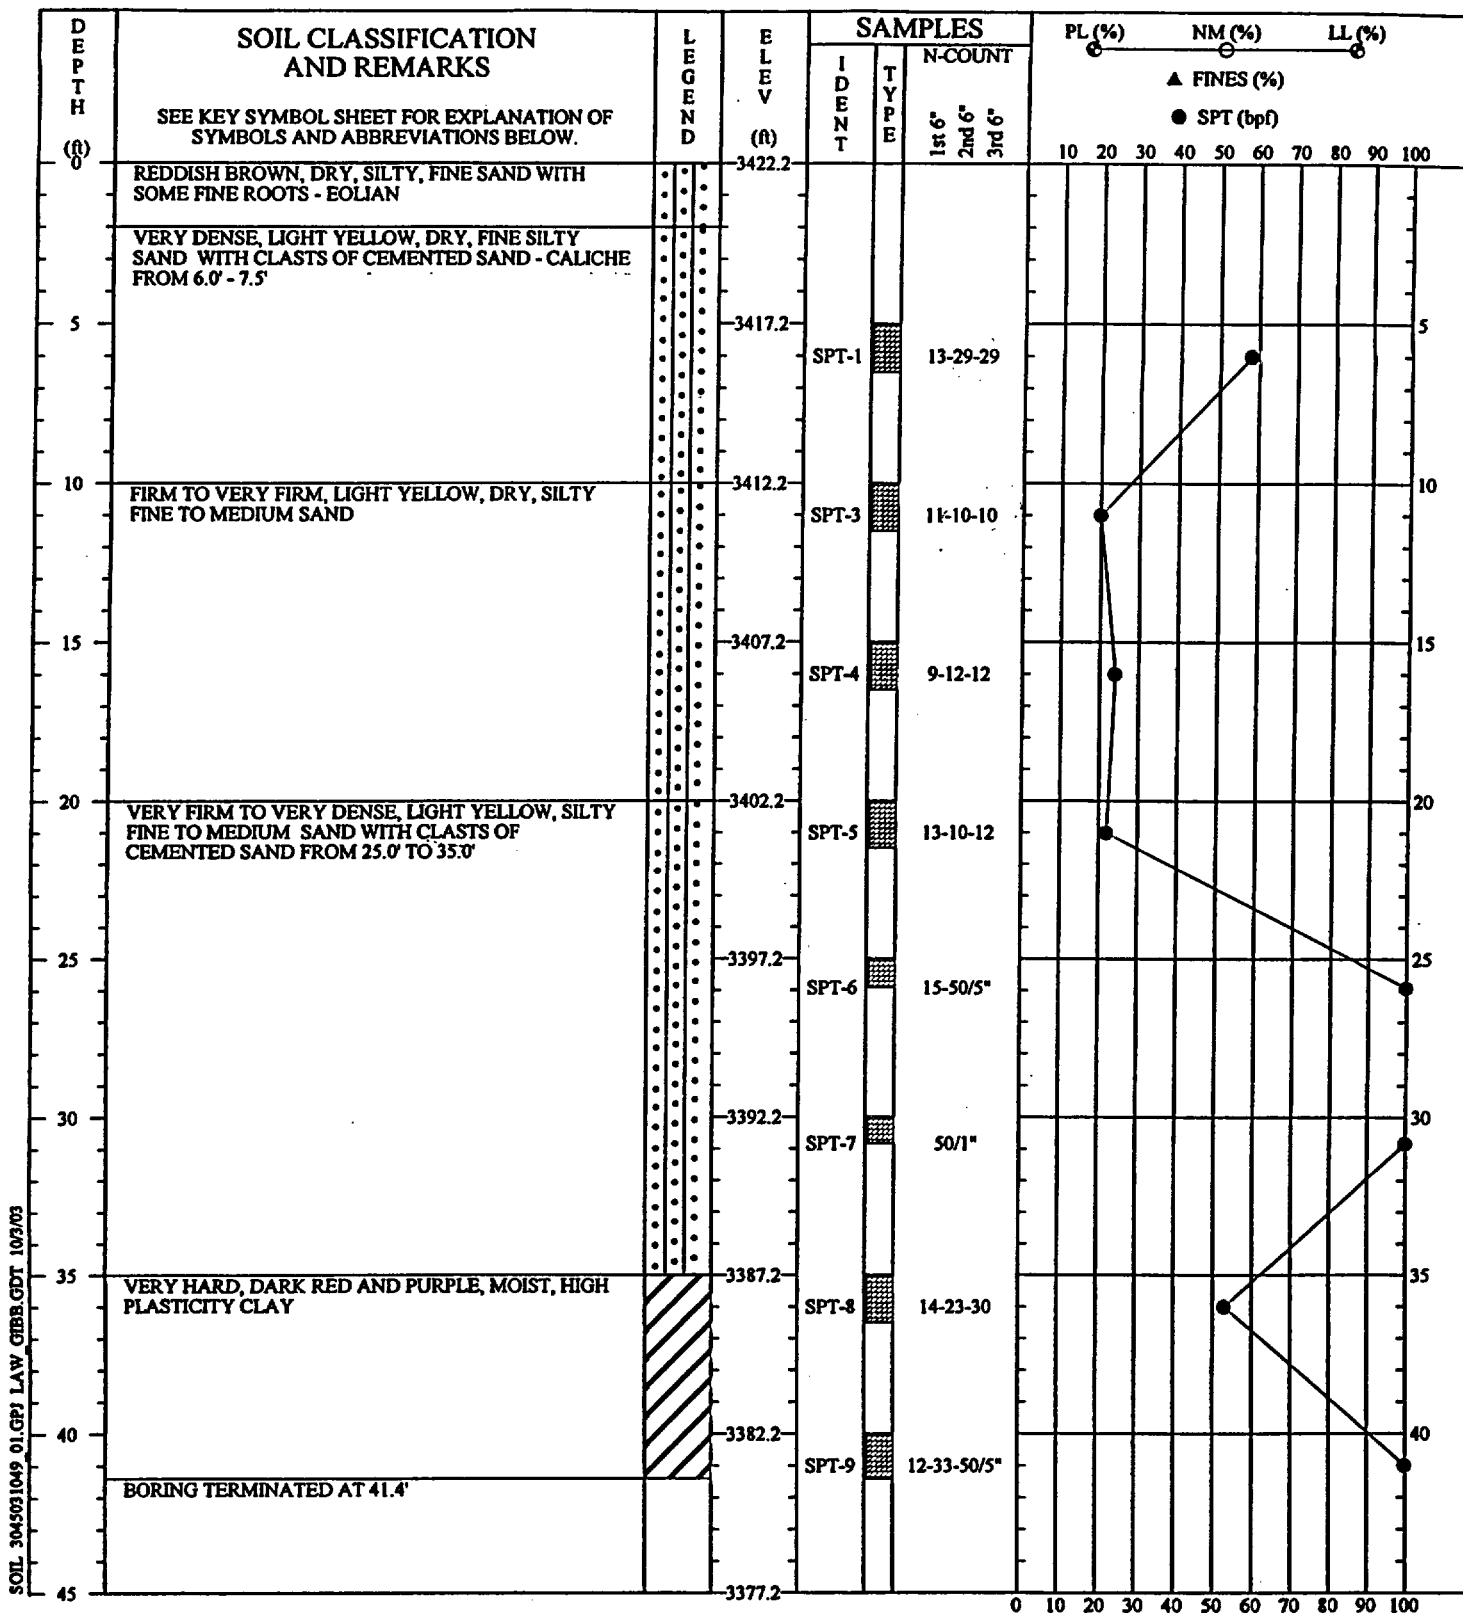 DEPTH (ft)
SOIL CLASSIFICATION
AND REMARKS
SEE KEY SYMBOL SHEET FOR EXPLANATION OF
SYMBOLS AND ABBREVIATIONS BELOW.
LEGEND
ELEV (ft)
SAMPLES
IDENT
TYPE
N-COUNT
1st 6"
2nd 6"
3rd 6"
PL (%) NM (%) LL (%)
▲ FINES (%)
● SPT (bpf)
10 20 30 40 50 60 70 80 90 100
0 3422.2
REDDISH BROWN, DRY, SILTY, FINE SAND WITH
SOME FINE ROOTS - EOLIAN
VERY DENSE, LIGHT YELLOW, DRY, FINE SILTY
SAND WITH CLASTS OF CEMENTED SAND - CALICHE
FROM 6.0' - 7.5'
5 3417.2 5
SPT-1 13-29-29
10 3412.2 10
FIRM TO VERY FIRM, LIGHT YELLOW, DRY, SILTY
FINE TO MEDIUM SAND
SPT-3 11-10-10
15 3407.2 15
SPT-4 9-12-12
20 3402.2 20
VERY FIRM TO VERY DENSE, LIGHT YELLOW, SILTY
FINE TO MEDIUM SAND WITH CLASTS OF
CEMENTED SAND FROM 25.0' TO 35.0'
SPT-5 13-10-12
25 3397.2 25
SPT-6 15-50/5"
30 3392.2 30
SPT-7 50/1"
35 3387.2 35
VERY HARD, DARK RED AND PURPLE, MOIST, HIGH
PLASTICITY CLAY
SPT-8 14-23-30
40 3382.2 40
SPT-9 12-33-50/5"
BORING TERMINATED AT 41.4'
45 3377.2
0 10 20 30 40 50 60 70 80 90 100
SOIL 3045031049_01.GPJ LAW_GIBB.GDT 10/3/03